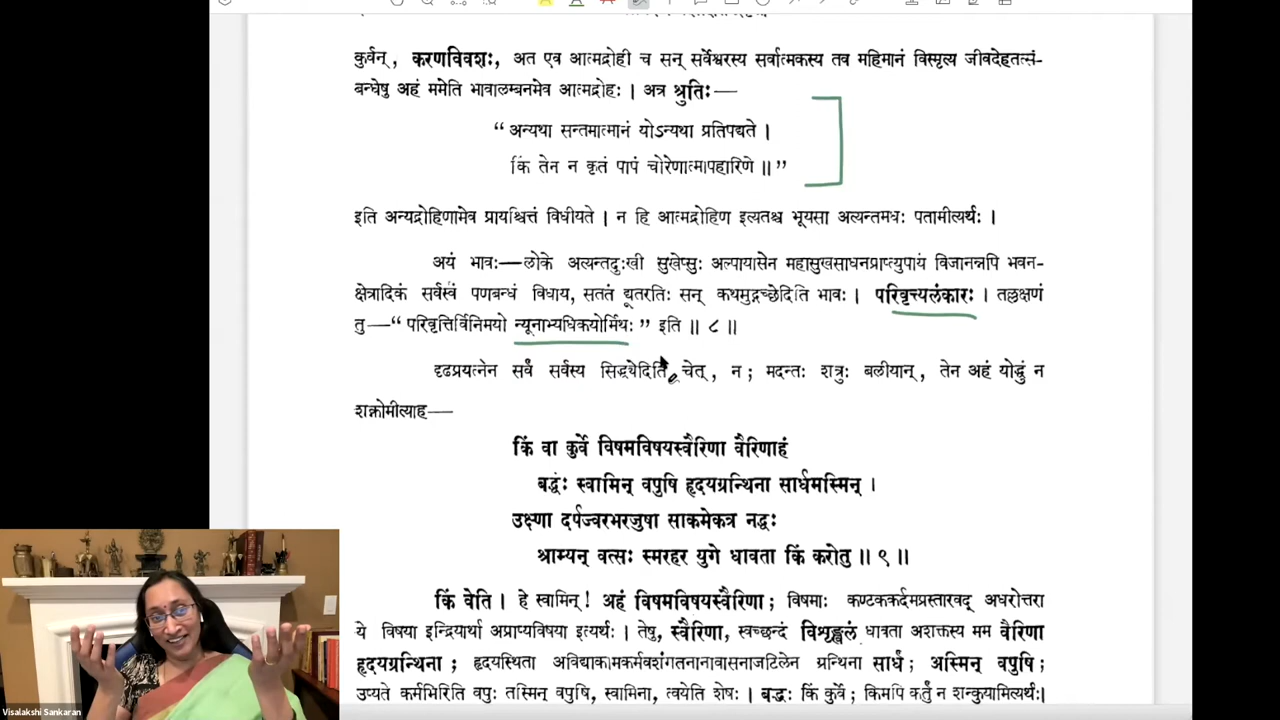 कुर्वन्, करणविवशः, अत एव आत्मद्रोही च सन् सर्वेश्वरस्य सर्वात्मकस्य तव महिमानं विस्मृत्य जीवदेहतत्सं-
बन्धेषु अहं ममेति भावालम्बनमेव आत्मद्रोहः । अत्र श्रुतिः—
“ अन्यथा सन्तमात्मानं योऽन्यथा प्रतिपद्यते ।
किं तेन न कृतं पापं चोरेणात्मापहारिणे ॥ ”
इति अन्यद्रोहिणामेव प्रायश्चित्तं विधीयते । न हि आत्मद्रोहिण इत्यतश्च भूयसा अत्यन्तमधः पतामीत्यर्थः ।
अयं भावः—लोके अत्यन्तदुःखी सुखेप्सुः अल्पायासेन महासुखसाधनप्राप्त्युपायं विजानन्नपि भवन-
क्षेत्रादिकं सर्वस्वं पणबन्धं विधाय, सततं द्यूतरतिः सन् कथमुद्गच्छेदिति भावः । परिवृत्त्यलंकारः । तल्लक्षणं
तु—“ परिवृत्तिर्विनिमयो न्यूनाभ्यधिकयोर्मिथः ” इति ॥ ८ ॥
दृढप्रयत्नेन सर्वं सर्वस्य सिद्ध्येदिति चेत्, न ; मदन्तः शत्रुः बलीयान्, तेन अहं योद्धुं न
शक्नोमीत्याह—
किं वा कुर्वे विषमविषयस्वैरिणा वैरिणाहं
बद्धः स्वामिन् वपुषि हृदयग्रन्थिना सार्धमस्मिन् ।
उक्ष्णा दर्पज्वरभरजुषा साकमेकत्र नद्धः
श्राम्यन् वत्सः स्मरहर युगे धावता किं करोतु ॥ ९ ॥
किं वेति । हे स्वामिन् ! अहं विषमविषयस्वैरिणा ; विषमाः कण्टककर्दमप्रस्तारवद् अधरोत्तरा
ये विषया इन्द्रियार्था अप्राप्यविषया इत्यर्थः । तेषु, स्वैरिणा, स्वच्छन्दं विशृङ्खलं धावता अशक्तस्य मम वैरिणा
हृदयग्रन्थिना ; हृदयस्थिता अविद्याकामकर्मवशंगतनानावासनाजटिलेन ग्रन्थिना सार्धं ; अस्मिन् वपुषि ;
उप्यते कर्मभिरिति वपुः तस्मिन् वपुषि, स्वामिना, त्वयेति शेषः । बद्धः किं कुर्वे ; किमपि कर्तुं न शक्नुयामित्यर्थः।
Visalakshi Sankaran